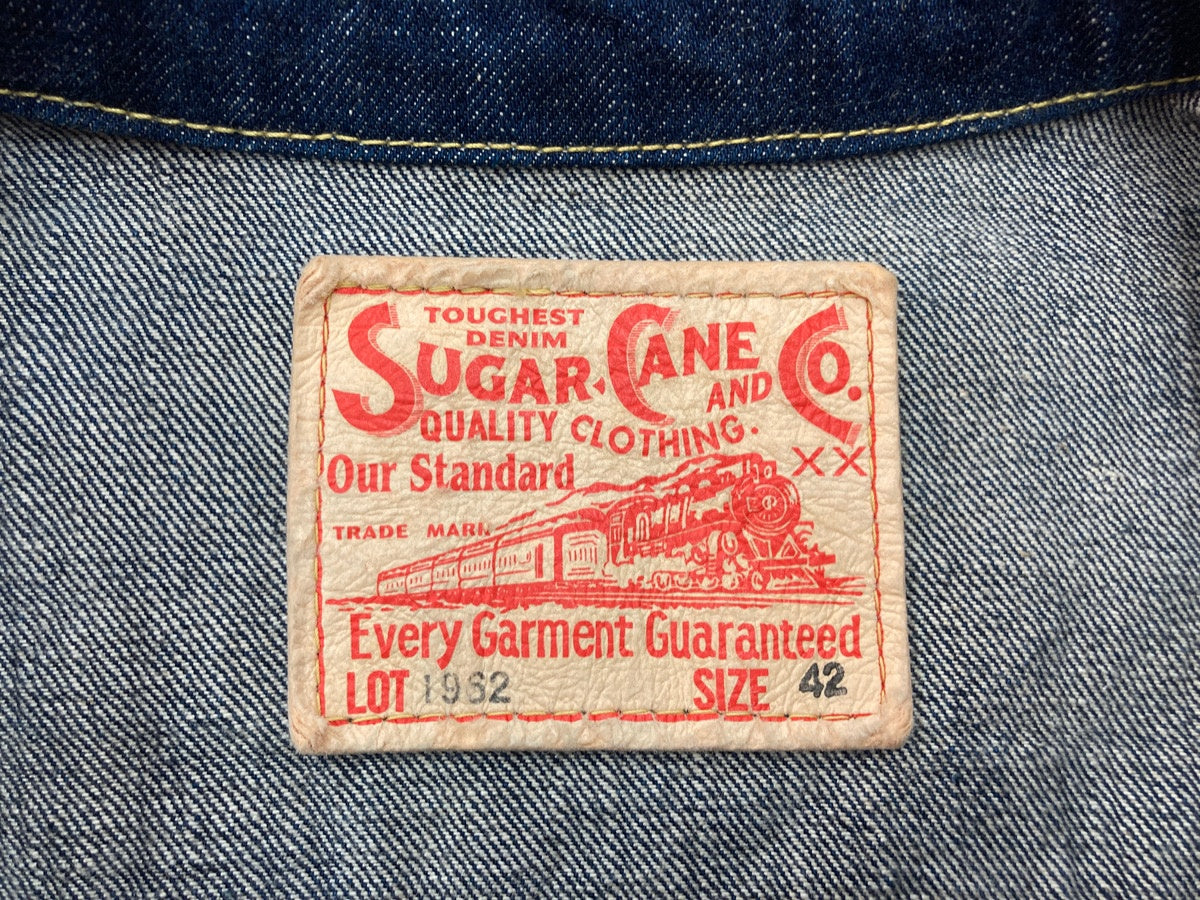 TOUGHEST
DENIM
SUGAR CANE CO.
AND
QUALITY CLOTHING.
XX
Our Standard
TRADE MARK
Every Garment Guaranteed
LOT 1962 SIZE 42